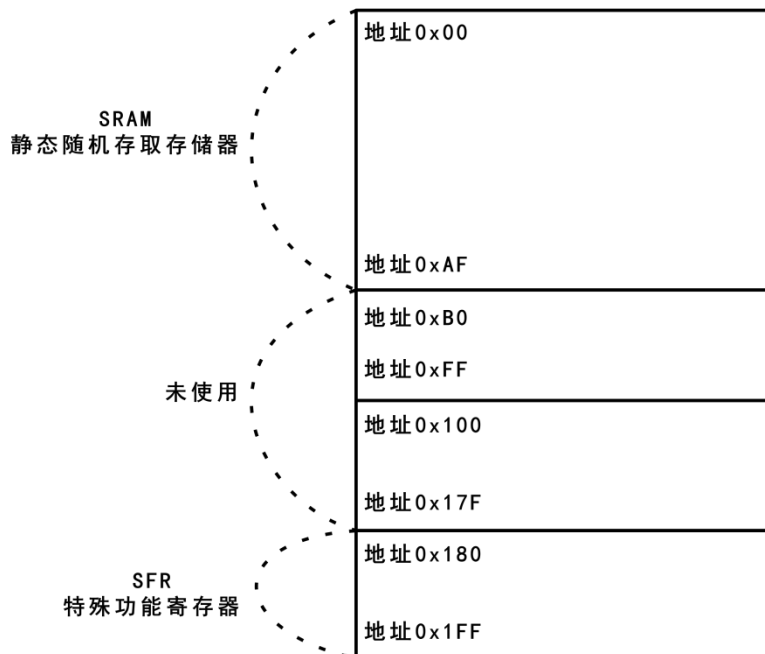 地址0x00
SRAM
静态随机存取存储器
地址0xAF
地址0xB0
地址0xFF
未使用
地址0x100
地址0x17F
地址0x180
SFR
特殊功能寄存器
地址0x1FF